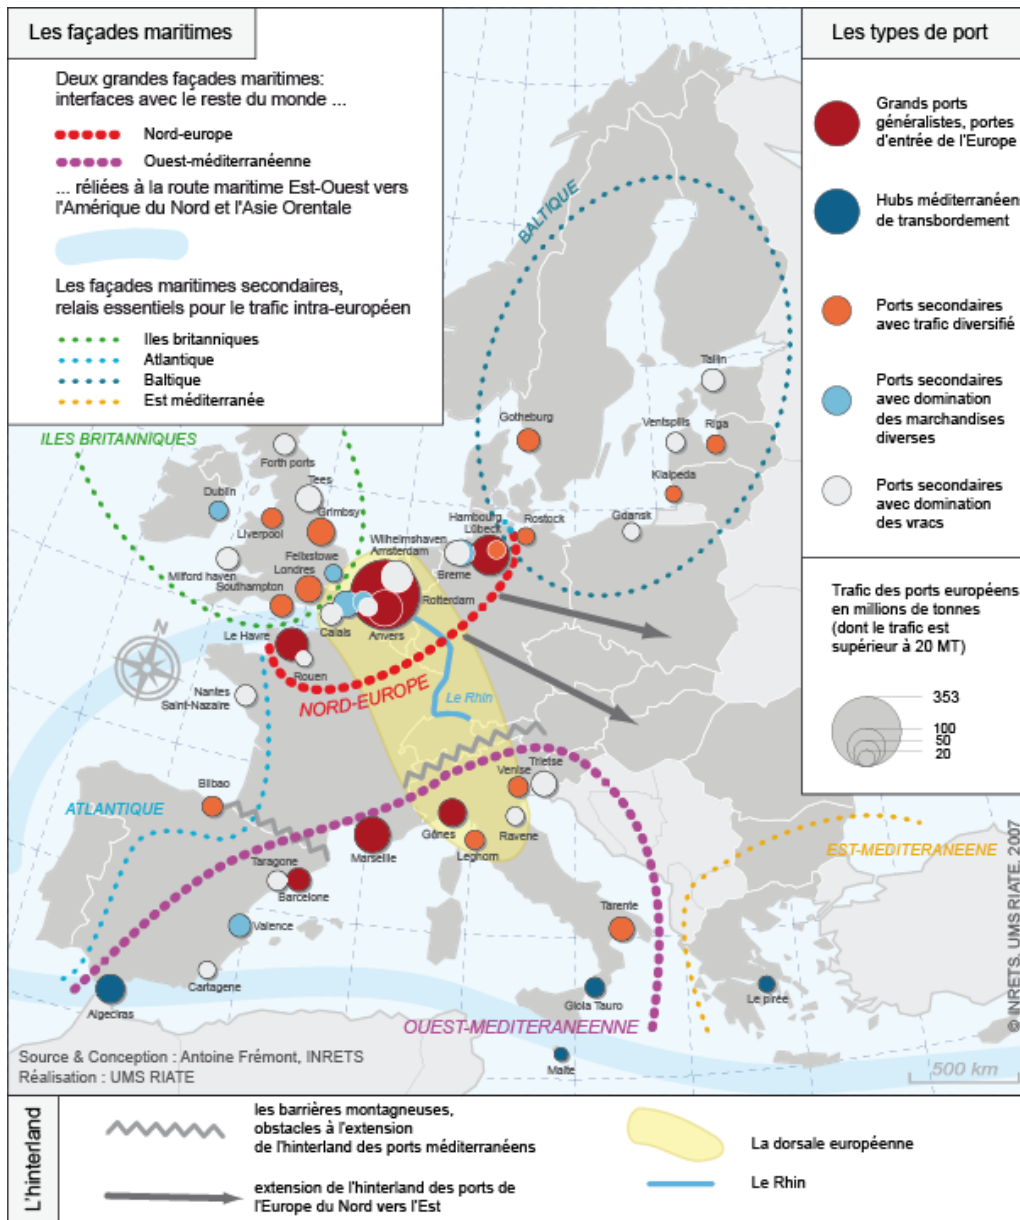 Les façades maritimes
Deux grandes façades maritimes:
interfaces avec le reste du monde ...
Nord-europe
Ouest-méditerranéenne
... réliées à la route maritime Est-Ouest vers
l'Amérique du Nord et l'Asie Orentale
Les façades maritimes secondaires,
relais essentiels pour le trafic intra-européen
Iles britanniques
Atlantique
Baltique
Est méditerranée
Les types de port
Grands ports
généralistes, portes
d'entrée de l'Europe
Hubs méditerranéens
de transbordement
Ports secondaires
avec trafic diversifié
Ports secondaires
avec domination
des marchandises
diverses
Ports secondaires
avec domination
des vracs
Trafic des ports européens
en millions de tonnes
(dont le trafic est
supérieur à 20 MT)
353
100
50
20
BALTIQUE
ILES BRITANNIQUES
Forth ports
Tees
Dublin
Grimbsy
Liverpool
Felixstowe
Milford haven
Londres
Southampton
Wilhelmshaven
Amsterdam
Hambourg
Lübeck
Rostock
Breme
Rotterdam
Anvers
Calais
Le Havre
Rouen
Gotheburg
Tallin
Ventspills
Riga
Klaipeda
Gdansk
N
NORD-EUROPE
Le Rhin
Nantes
Saint-Nazaire
Bilbao
ATLANTIQUE
Taragone
Barcelone
Valence
Cartagene
Algeciras
Marseille
Gênes
Leghorn
Venise
Trietse
Ravene
Tarente
Gioia Tauro
Malte
Le pirée
EST-MEDITERANEENE
OUEST-MEDITERANEENNE
© INRETS, UMS RIATE, 2007
Source & Conception : Antoine Frémont, INRETS
Réalisation : UMS RIATE
500 km
L'hinterland
les barrières montagneuses,
obstacles à l'extension
de l'hinterland des ports méditerranéens
extension de l'hinterland des ports de
l'Europe du Nord vers l'Est
La dorsale européenne
Le Rhin